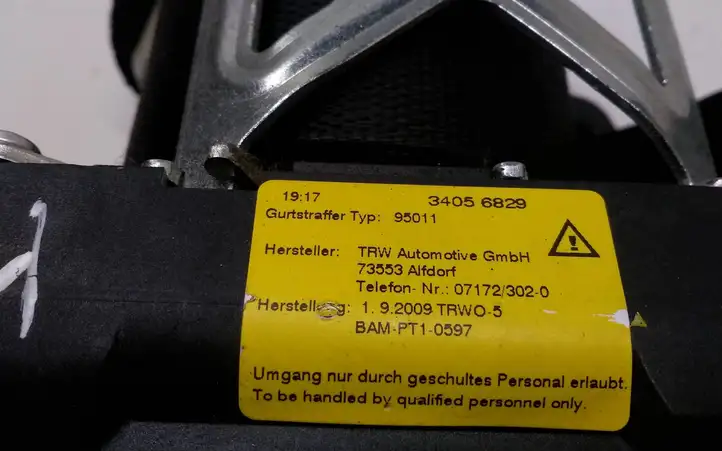 19:17 3405 6829
Gurtstraffer Typ: 95011
Hersteller: TRW Automotive GmbH
73553 Alfdorf
Telefon- Nr.: 07172/302-0
1. 9.2009 TRWO-5
BAM-PT1-0597
Umgang nur durch geschultes Personal erlaubt.
To be handled by qualified personnel only.